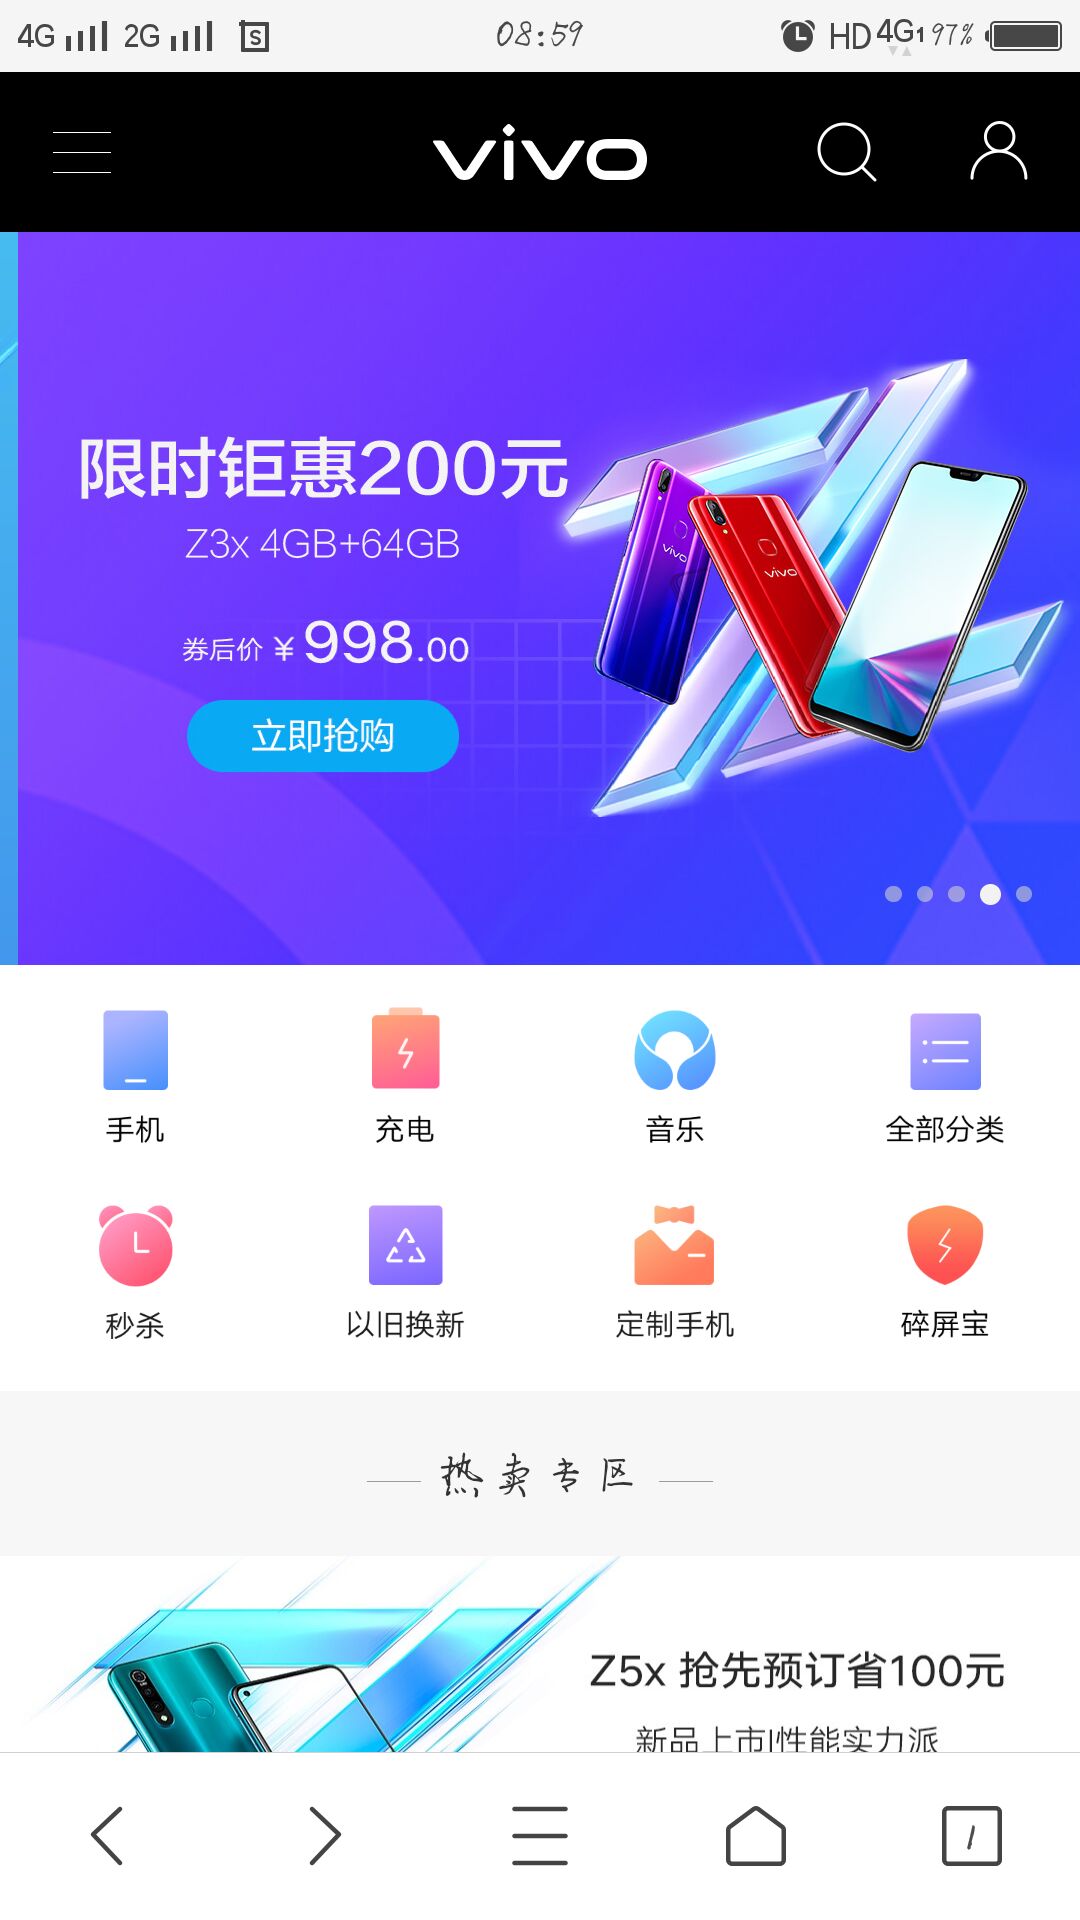 4G 2G S 08:59 HD 4G1 97%
vivo
限时钜惠200元
Z3x 4GB+64GB
券后价 ¥998.00
立即抢购
vivo
vivo
手机 充电 音乐 全部分类
秒杀 以旧换新 定制手机 碎屏宝
热卖专区
Z5x 抢先预订省100元
新品上市|性能实力派
1